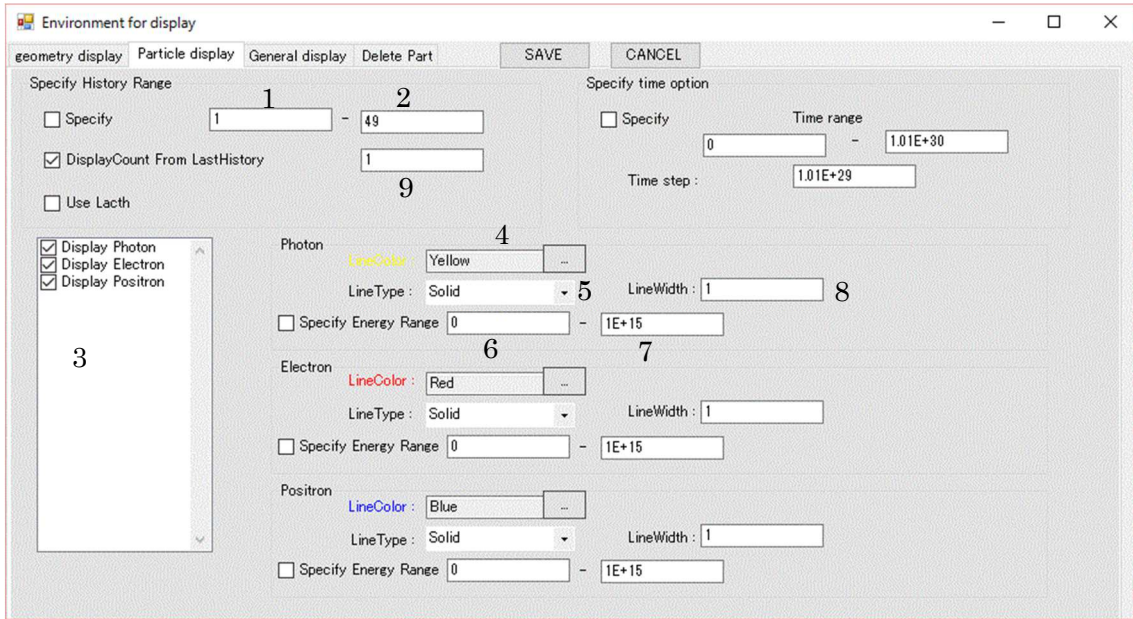 Environment for display
geometry display Particle display General display Delete Part SAVE CANCEL
Specify History Range
1 2
Specify 1 - 49
DisplayCount From LastHistory 1
9
Use Lacth
Specify time option
Specify Time range
0 - 1.01E+30
Time step : 1.01E+29
Display Photon
Display Electron
Display Positron
3
Photon
4
LineColor : Yellow ...
LineType : Solid 5 LineWidth : 1 8
Specify Energy Range 0 - 1E+15
6 7
Electron
LineColor : Red ...
LineType : Solid LineWidth : 1
Specify Energy Range 0 - 1E+15
Positron
LineColor : Blue ...
LineType : Solid LineWidth : 1
Specify Energy Range 0 - 1E+15